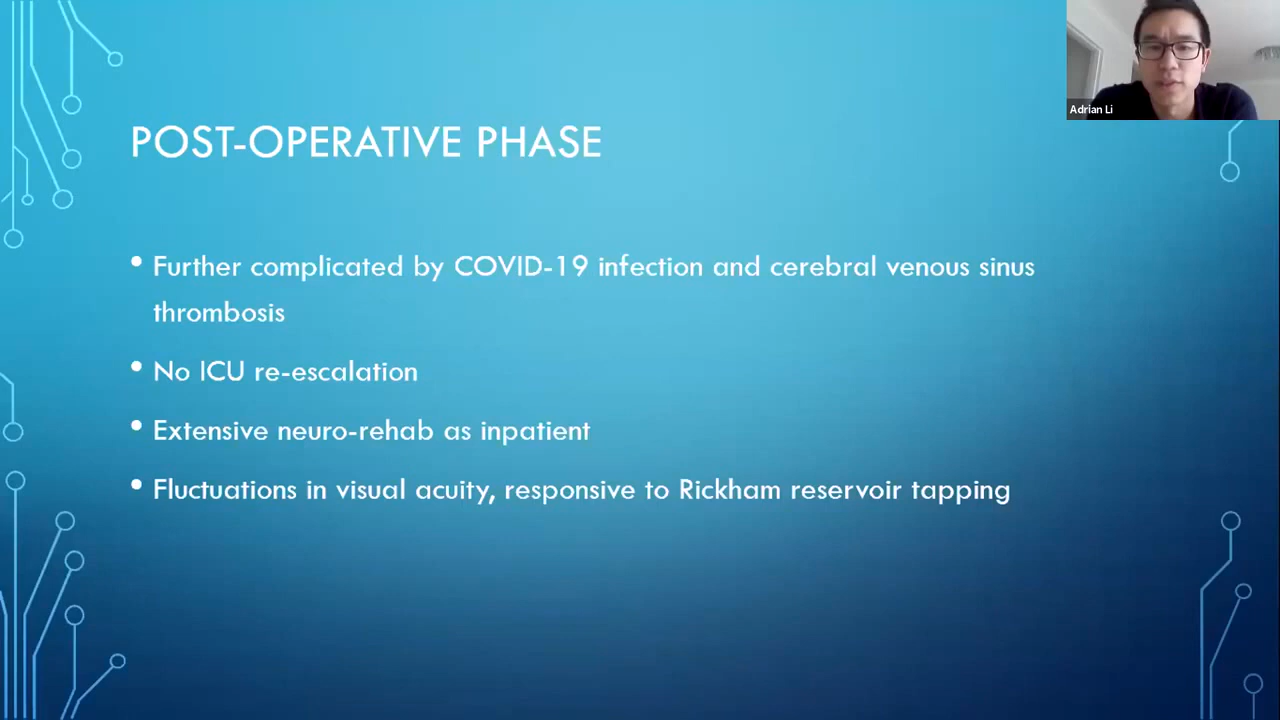 Adrian Li
POST-OPERATIVE PHASE
• Further complicated by COVID-19 infection and cerebral venous sinus
thrombosis
• No ICU re-escalation
• Extensive neuro-rehab as inpatient
• Fluctuations in visual acuity, responsive to Rickham reservoir tapping